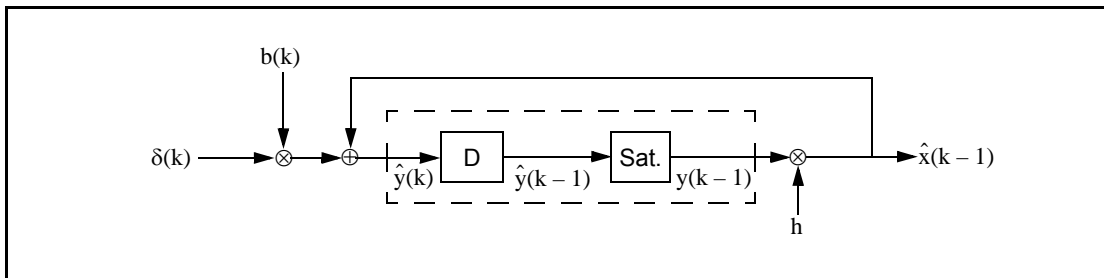 b(k)
δ(k)
ŷ(k)
D
ŷ(k – 1)
Sat.
y(k – 1)
x̂(k – 1)
h